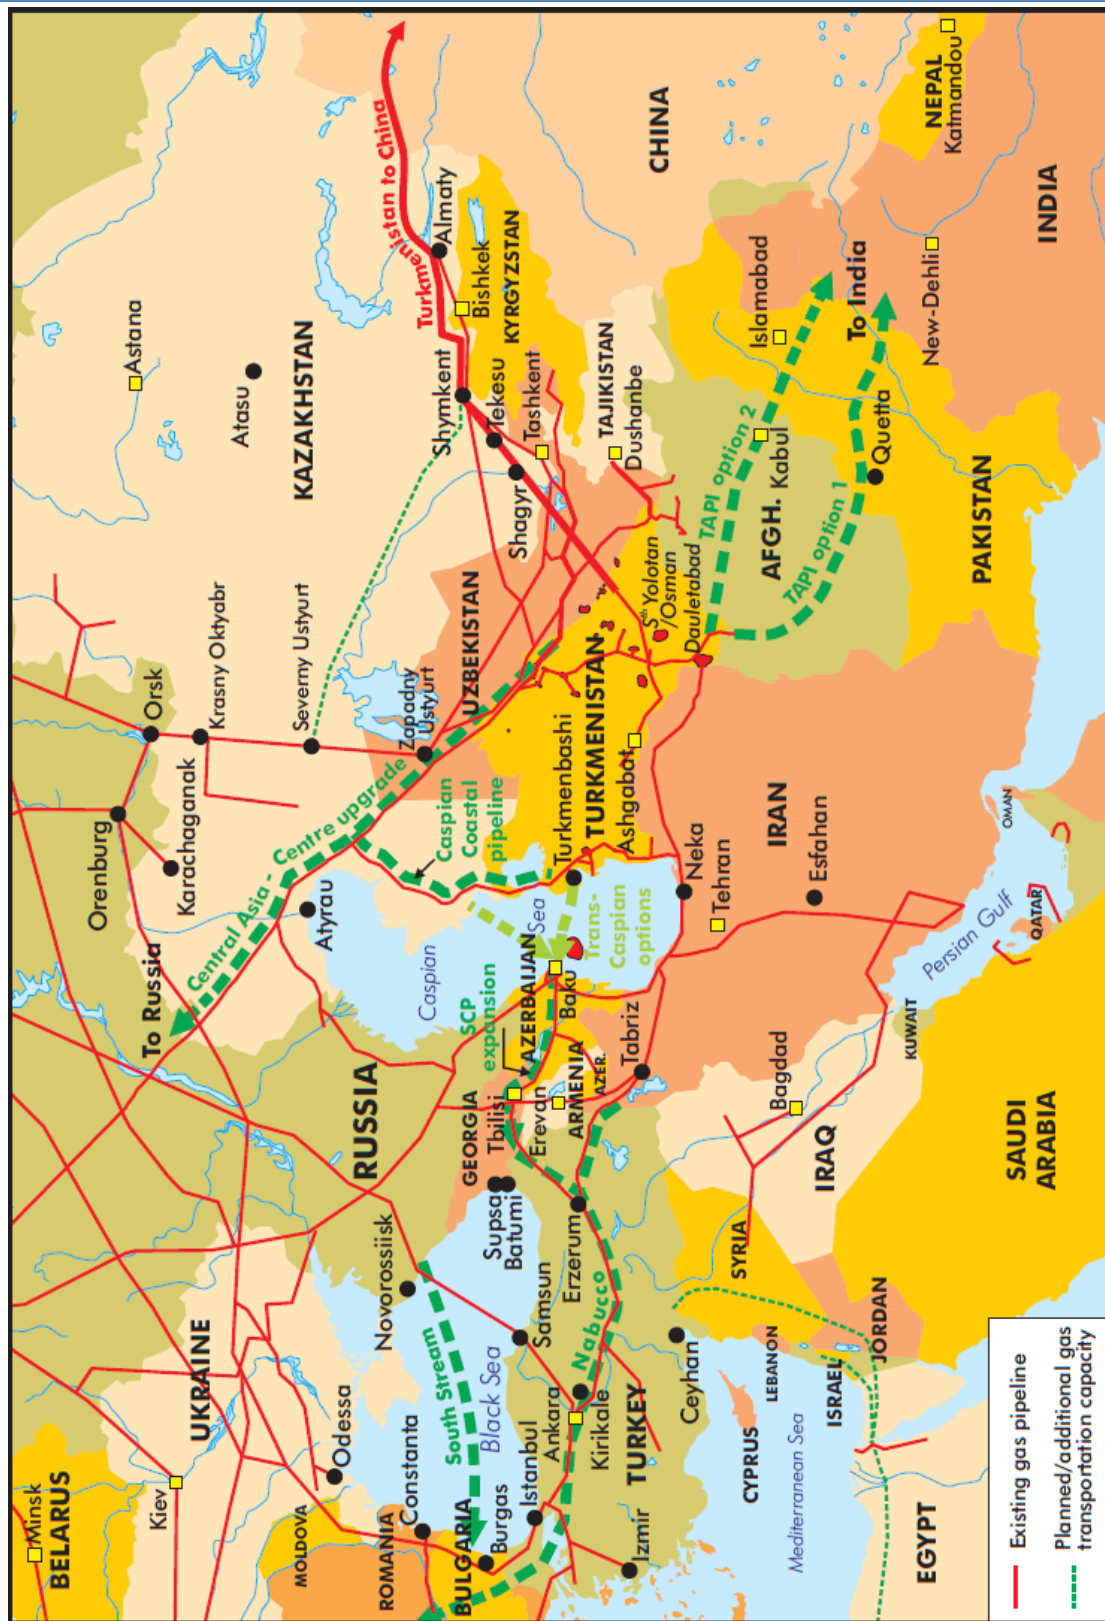 Minsk
BELARUS
Kiev
UKRAINE
MOLDOVA
Odessa
ROMANIA
Constanta
BULGARIA
Burgas
South Stream
Black Sea
Novorossiisk
RUSSIA
To Russia
Central Asia - Centre upgrade
Orenburg
Orsk
Karachaganak
Krasny Oktyabr
Atyrau
Severny Ustyurt
Zapadny
Ustyurt
Astana
Atasu
KAZAKHSTAN
Shymkent
Turkmenistan to China
Almaty
Bishkek
KYRGYZSTAN
Tekesu
Shagyr
Tashkent
TAJIKISTAN
Dushanbe
CHINA
UZBEKISTAN
Caspian
Coastal
pipeline
Caspian
Sea
SCP
expansion
GEORGIA
Tbilisi
Supsa
Batumi
AZERBAIJAN
Baku
Erevan
ARMENIA
AZER.
Trans-
Caspian
options
Turkmenbashi
TURKMENISTAN
Ashgabat
Sth Yolotan
/Osman
Dauletabad
TAPI option 2
TAPI option 1
AFGH.
Kabul
Islamabad
To India
Quetta
PAKISTAN
New-Dehli
INDIA
NEPAL
Katmandou
Istanbul
Ankara
Kirikale
Samsun
Erzerum
Nabucco
TURKEY
Izmir
Ceyhan
Tabriz
Neka
Tehran
IRAN
Esfahan
CYPRUS
LEBANON
SYRIA
ISRAEL
JORDAN
IRAQ
Bagdad
KUWAIT
Persian Gulf
QATAR
OMAN
SAUDI
ARABIA
Mediterranean Sea
EGYPT
Existing gas pipeline
Planned/additional gas
transportation capacity